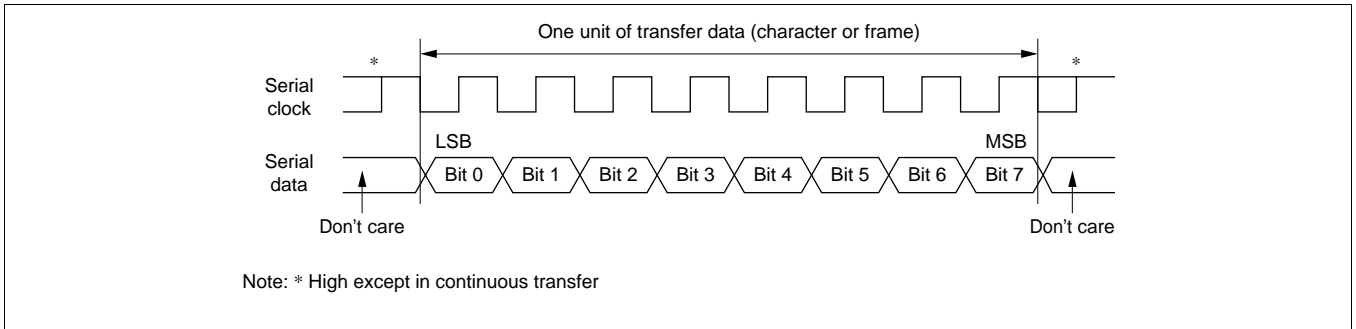 One unit of transfer data (character or frame)
* *
Serial
clock
LSB MSB
Serial
data
Bit 0 Bit 1 Bit 2 Bit 3 Bit 4 Bit 5 Bit 6 Bit 7
Don't care Don't care
Note: * High except in continuous transfer